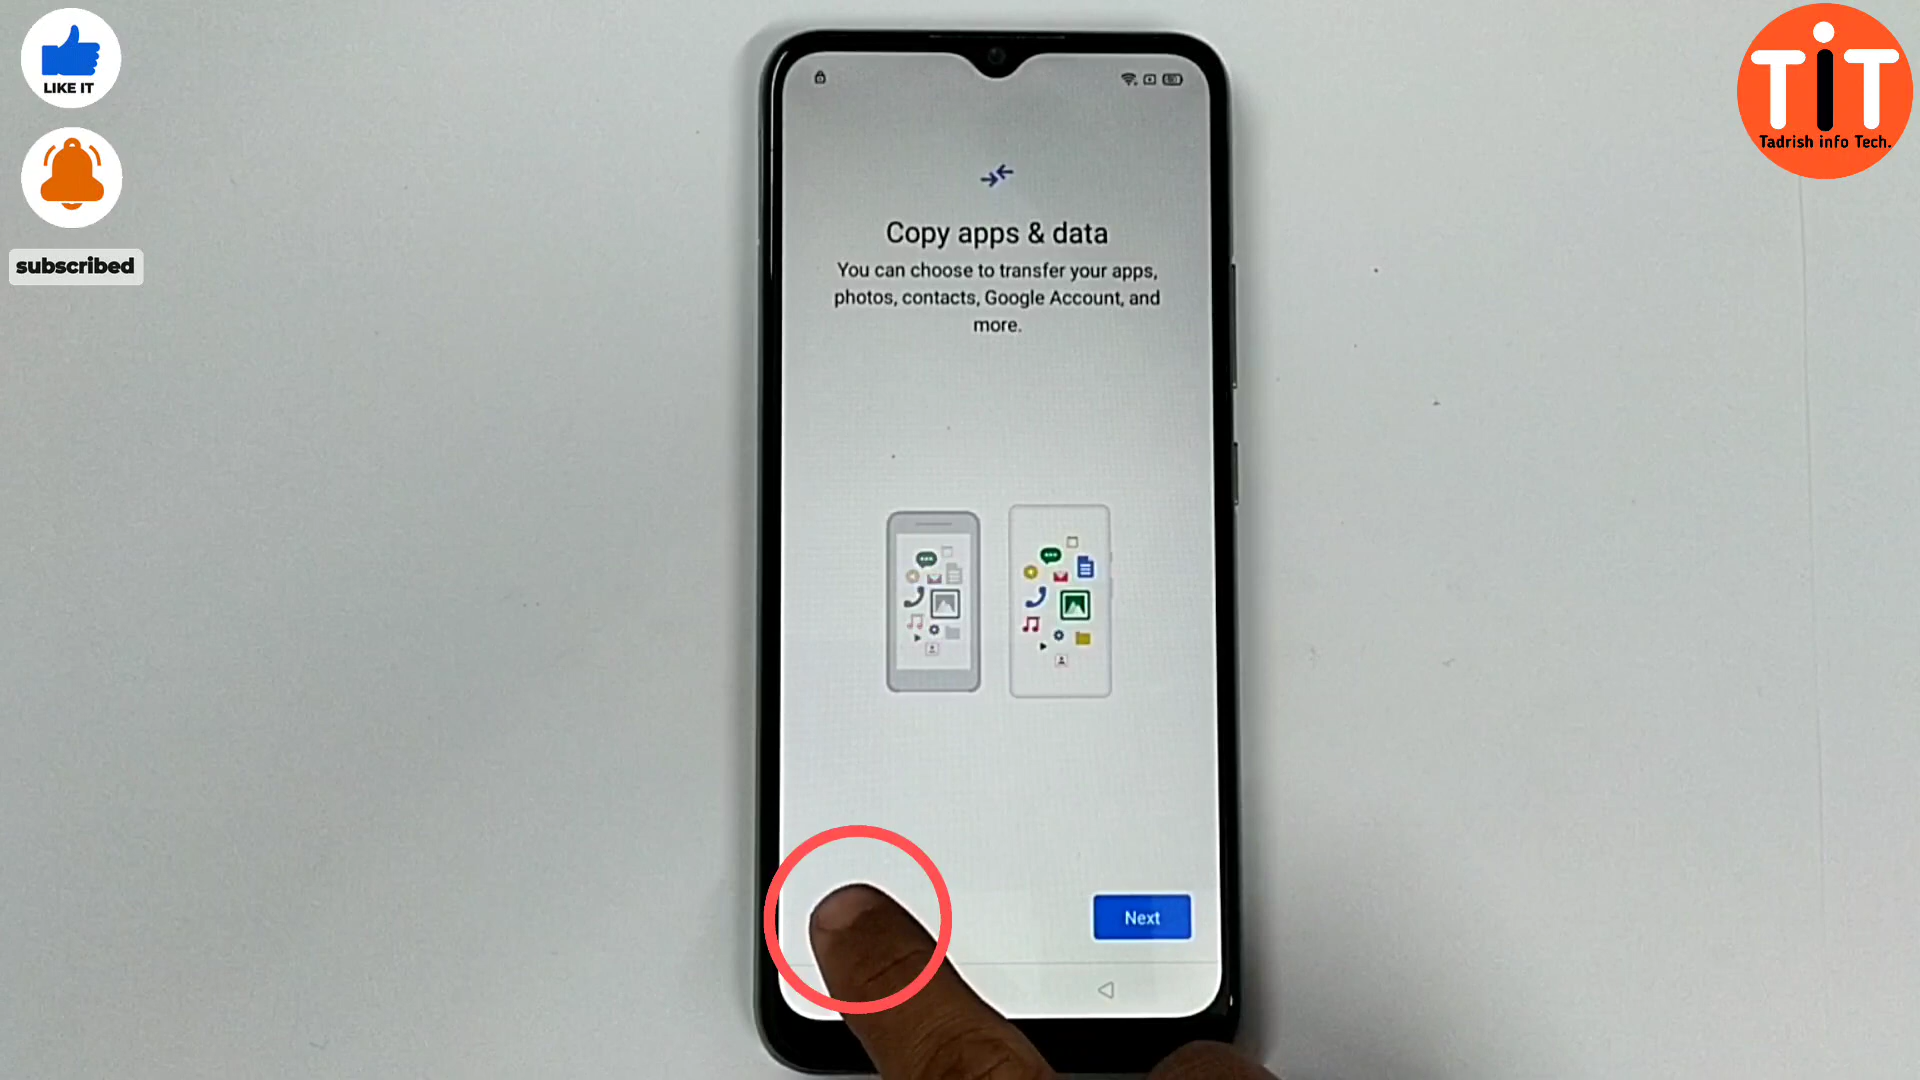 LIKE IT
subscribed
TiT
Tadrish info Tech.
Copy apps & data
You can choose to transfer your apps,
photos, contacts, Google Account, and
more.
Next